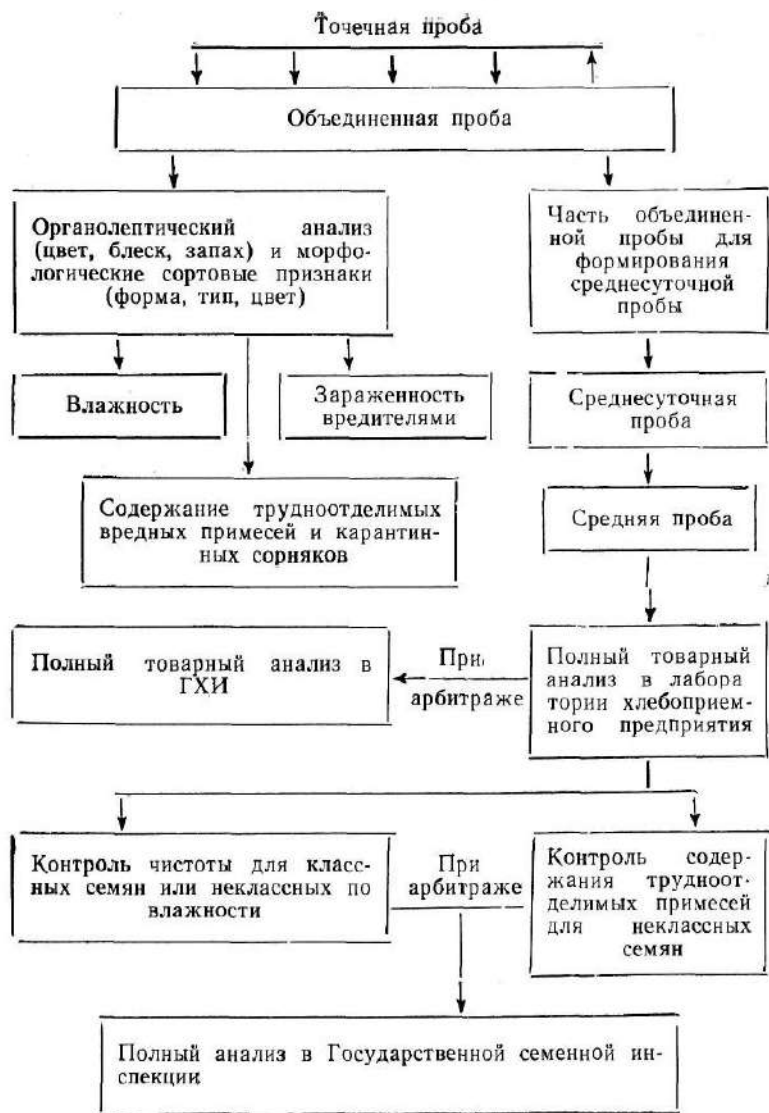 Точечная проба
Объединенная проба
Органолептический анализ
(цвет, блеск, запах) и морфо-
логические сортовые признаки
(форма, тип, цвет)
Часть объединен-
ной пробы для
формирования
среднесуточной
пробы
Влажность
Зараженность
вредителями
Среднесуточная
проба
Содержание трудноотделимых
вредных примесей и карантин-
ных сорняков
Средняя проба
Полный товарный анализ в
ГХИ
При
арбитраже
Полный товарный
анализ в лабора
тории хлебоприем-
ного предприятия
Контроль чистоты для класс-
ных семян или неклассных по
влажности
При
арбитраже
Контроль содер-
жания трудноот-
делимых примесей
для неклассных
семян
Полный анализ в Государственной семенной ин-
спекции